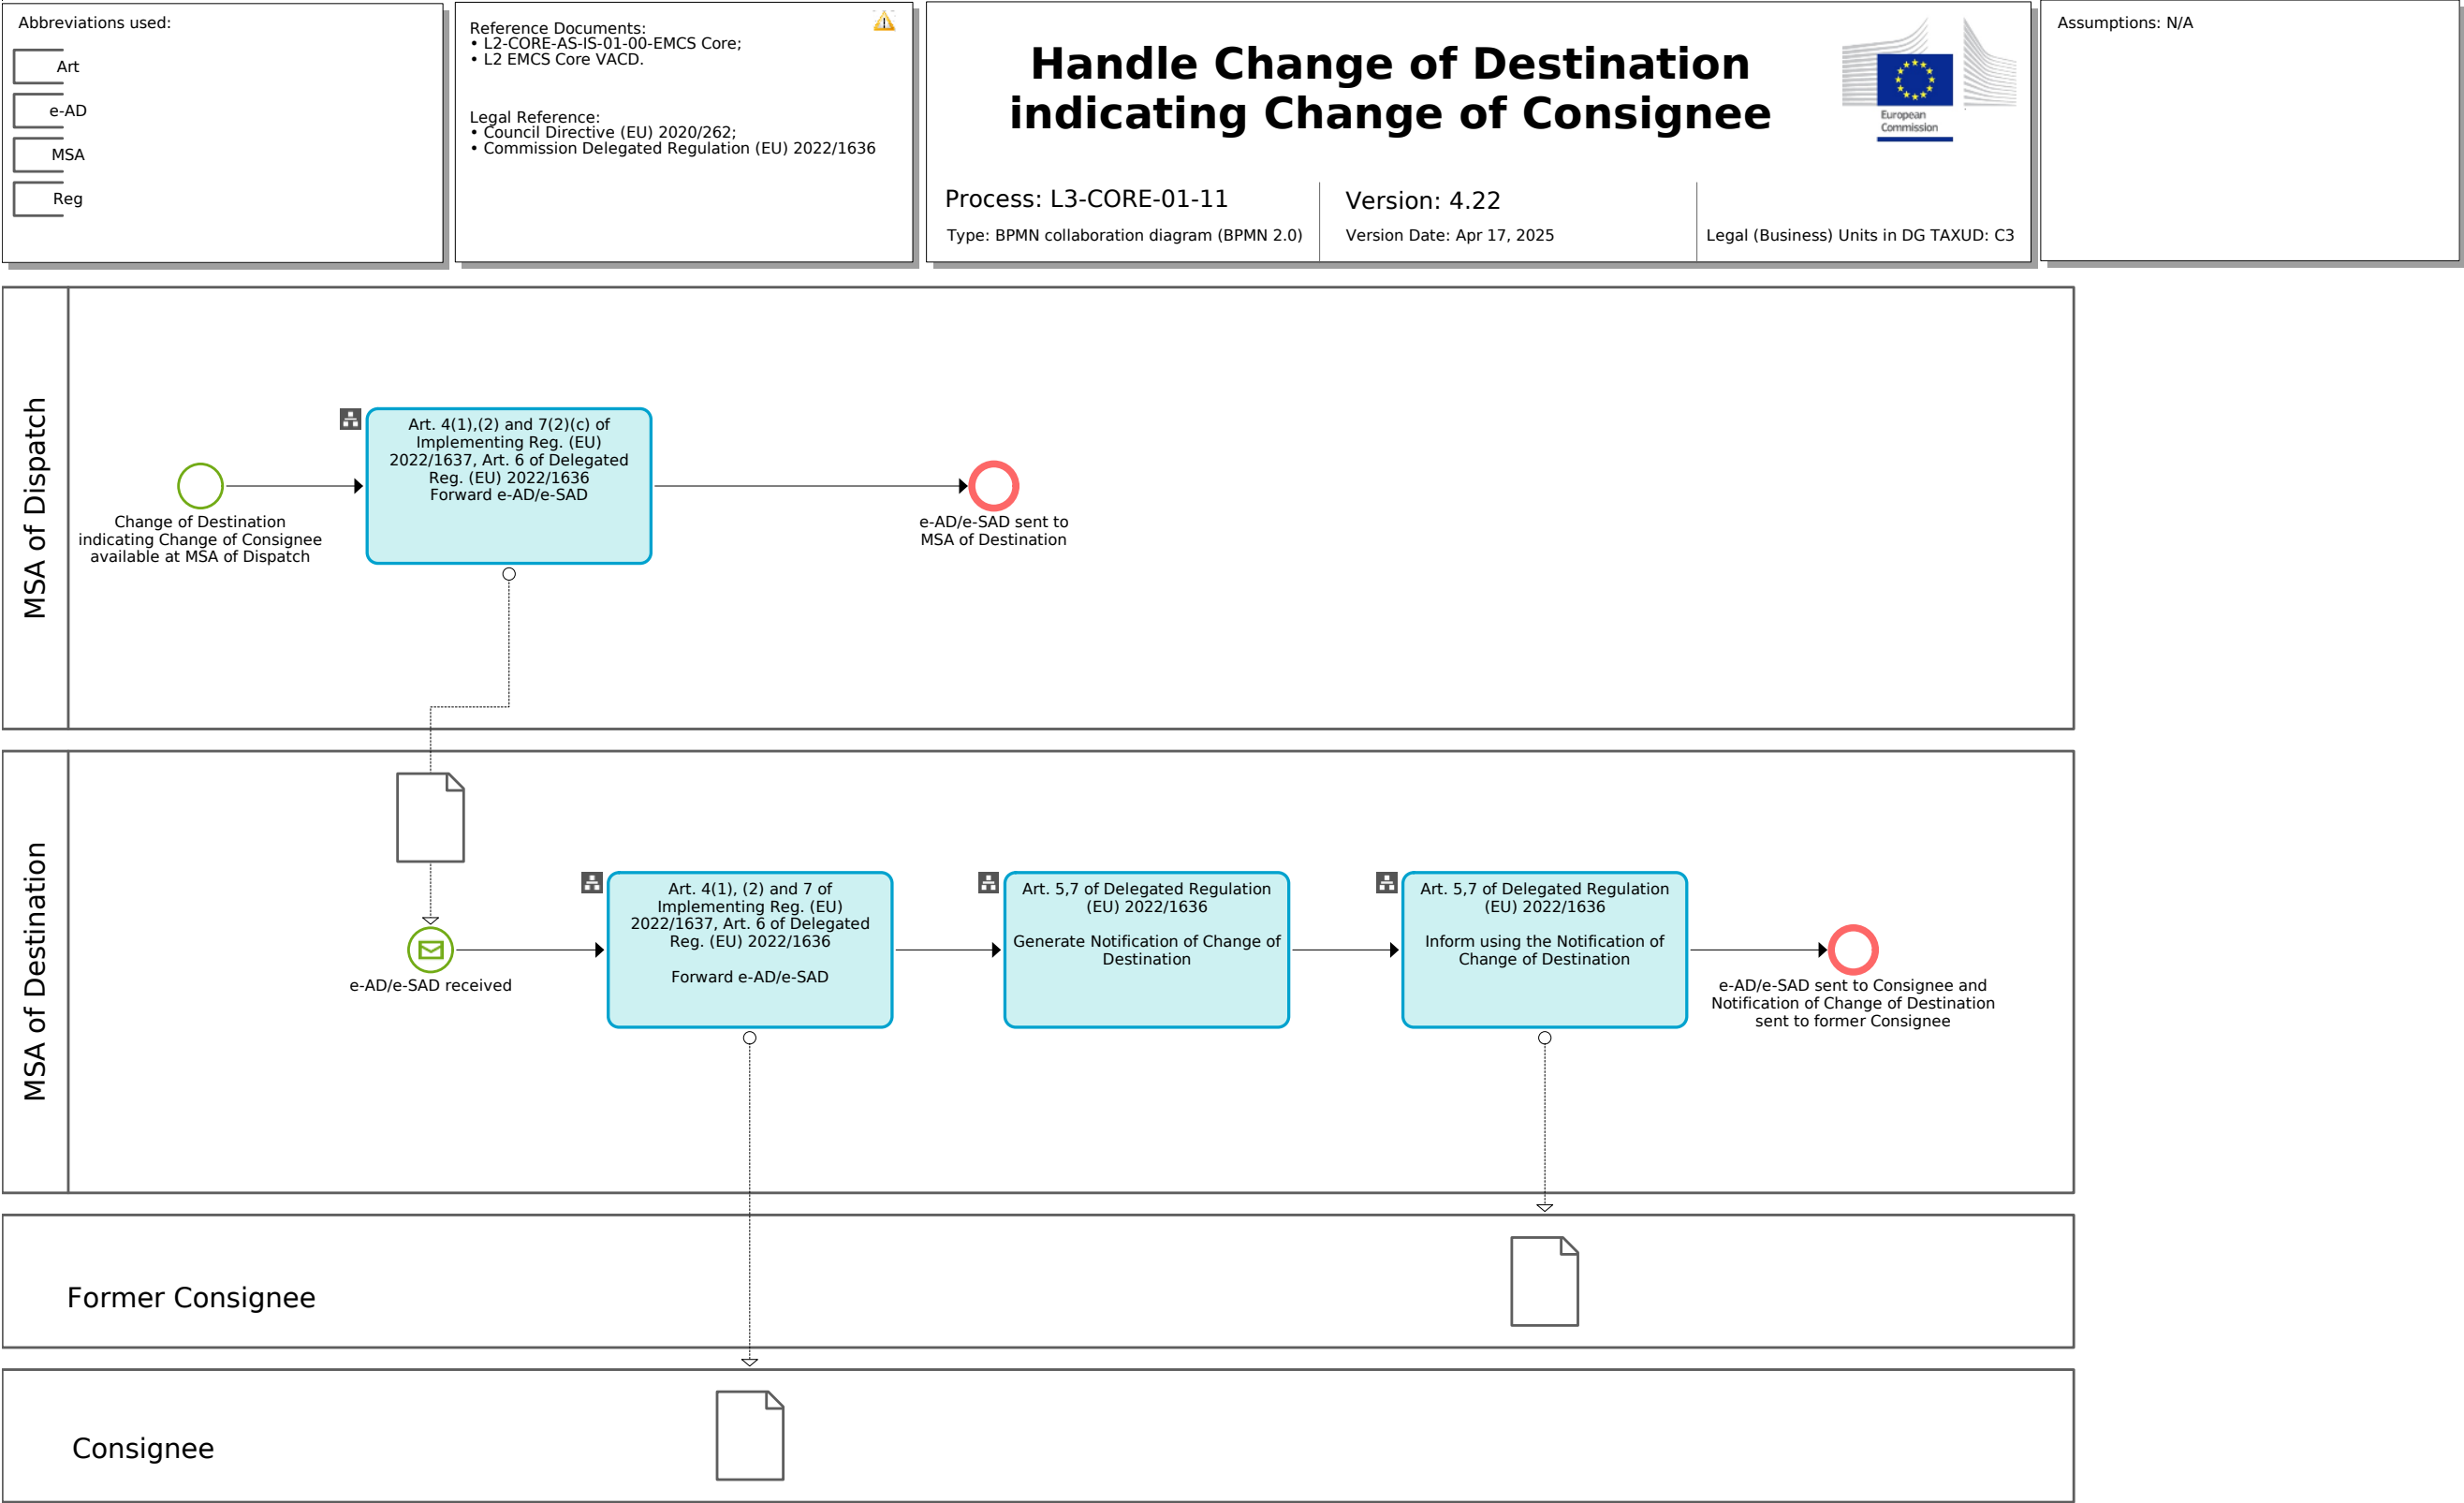 Abbreviations used:
Art
e-AD
MSA
Reg
Reference Documents:
• L2-CORE-AS-IS-01-00-EMCS Core;
• L2 EMCS Core VACD.
Legal Reference:
• Council Directive (EU) 2020/262;
• Commission Delegated Regulation (EU) 2022/1636
Handle Change of Destination
indicating Change of Consignee
European
Commission
Process: L3-CORE-01-11
Version: 4.22
Type: BPMN collaboration diagram (BPMN 2.0)
Version Date: Apr 17, 2025
Legal (Business) Units in DG TAXUD: C3
Assumptions: N/A
MSA of Dispatch
Change of Destination
indicating Change of Consignee
available at MSA of Dispatch
Art. 4(1),(2) and 7(2)(c) of
Implementing Reg. (EU)
2022/1637, Art. 6 of Delegated
Reg. (EU) 2022/1636
Forward e-AD/e-SAD
e-AD/e-SAD sent to
MSA of Destination
MSA of Destination
e-AD/e-SAD received
Art. 4(1), (2) and 7 of
Implementing Reg. (EU)
2022/1637, Art. 6 of Delegated
Reg. (EU) 2022/1636
Forward e-AD/e-SAD
Art. 5,7 of Delegated Regulation
(EU) 2022/1636
Generate Notification of Change of
Destination
Art. 5,7 of Delegated Regulation
(EU) 2022/1636
Inform using the Notification of
Change of Destination
e-AD/e-SAD sent to Consignee and
Notification of Change of Destination
sent to former Consignee
Former Consignee
Consignee